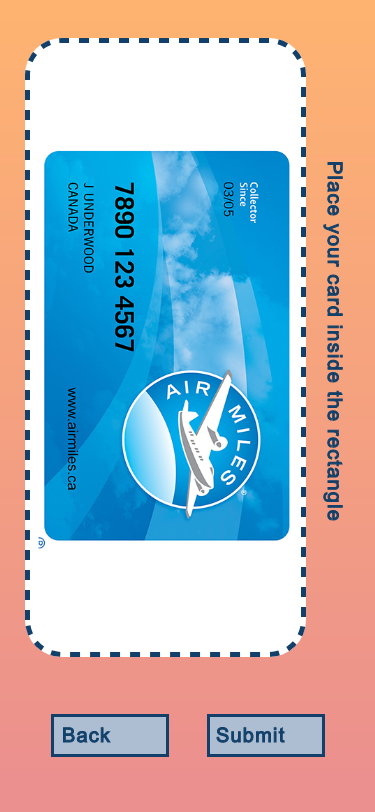 Place your card inside the rectangle
Collector
Since
03/05
AIR MILES®
7890 123 4567
J UNDERWOOD
CANADA
www.airmiles.ca
Back
Submit